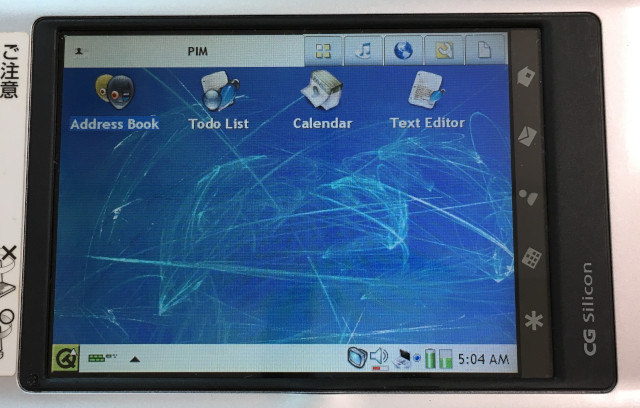 ご注意
PIM
Address Book
Todo List
Calendar
Text Editor
5:04 AM
CG Silicon